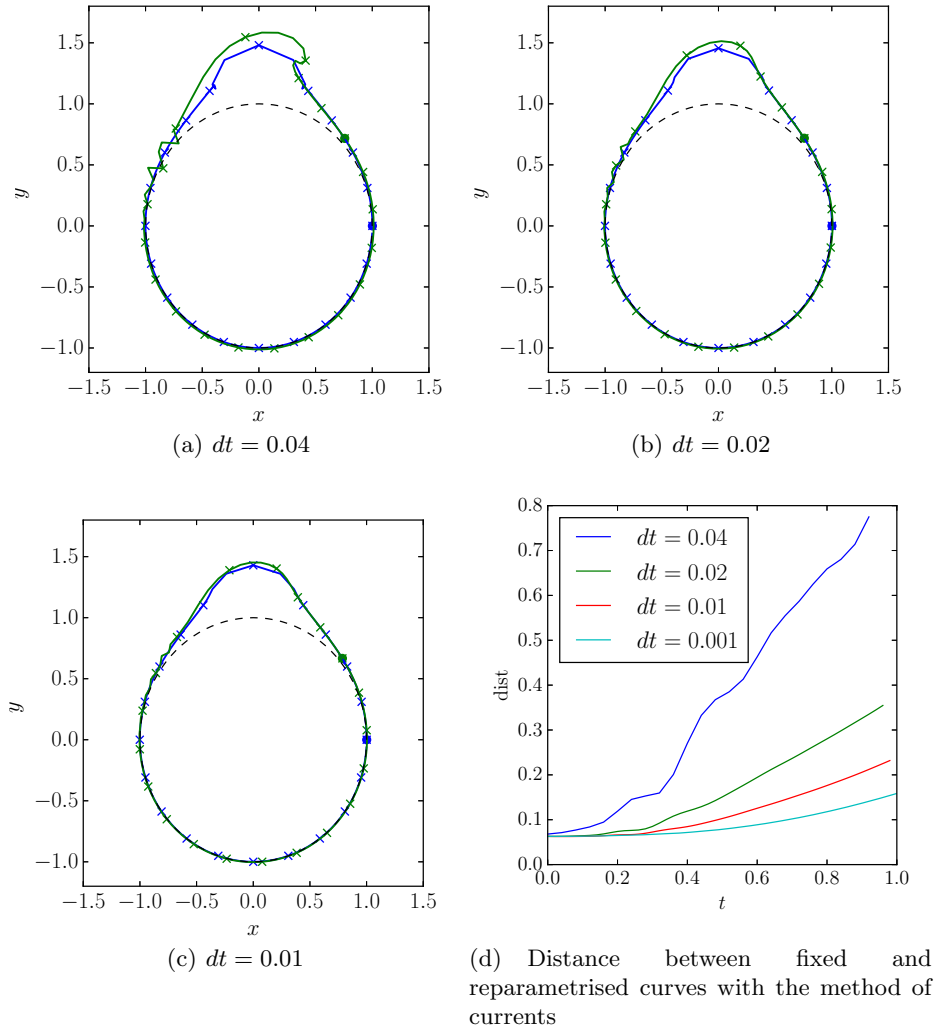 1.5
1.0
0.5
0.0
−0.5
−1.0
y
−1.5 −1.0 −0.5 0.0 0.5 1.0 1.5
x
(a) dt = 0.04
1.5
1.0
0.5
0.0
−0.5
−1.0
y
−1.5 −1.0 −0.5 0.0 0.5 1.0 1.5
x
(b) dt = 0.02
1.5
1.0
0.5
0.0
−0.5
−1.0
y
−1.5 −1.0 −0.5 0.0 0.5 1.0 1.5
x
(c) dt = 0.01
0.8
0.7
0.6
0.5
0.4
0.3
0.2
0.1
0.0
dist
dt = 0.04
dt = 0.02
dt = 0.01
dt = 0.001
0.0 0.2 0.4 0.6 0.8 1.0
t
(d) Distance between fixed and
reparametrised curves with the method of
currents